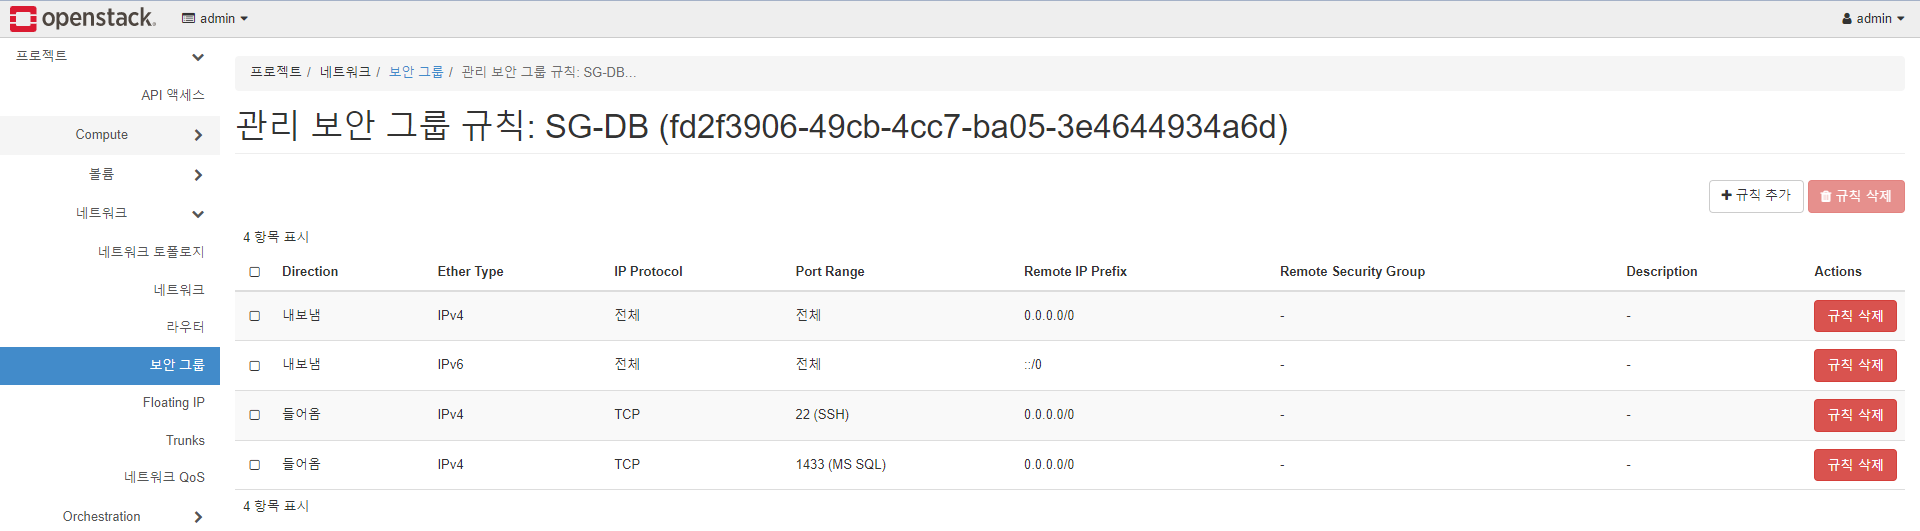 openstack. admin admin
프로젝트
API 액세스
Compute
볼륨
네트워크
네트워크 토폴로지
네트워크
라우터
보안 그룹
Floating IP
Trunks
네트워크 QoS
Orchestration
프로젝트 / 네트워크 / 보안 그룹 / 관리 보안 그룹 규칙: SG-DB...
관리 보안 그룹 규칙: SG-DB (fd2f3906-49cb-4cc7-ba05-3e4644934a6d)
규칙 추가 규칙 삭제
4 항목 표시
Direction Ether Type IP Protocol Port Range Remote IP Prefix Remote Security Group Description Actions
내보냄 IPv4 전체 전체 0.0.0.0/0 - - 규칙 삭제
내보냄 IPv6 전체 전체 ::/0 - - 규칙 삭제
들어옴 IPv4 TCP 22 (SSH) 0.0.0.0/0 - - 규칙 삭제
들어옴 IPv4 TCP 1433 (MS SQL) 0.0.0.0/0 - - 규칙 삭제
4 항목 표시